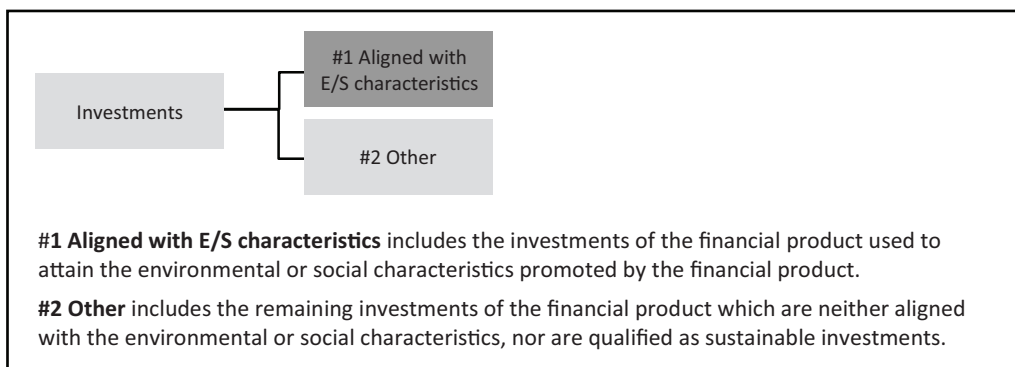 #1 Aligned with
E/S characteristics
Investments
#2 Other
#1 Aligned with E/S characteristics includes the investments of the financial product used to
attain the environmental or social characteristics promoted by the financial product.
#2 Other includes the remaining investments of the financial product which are neither aligned
with the environmental or social characteristics, nor are qualified as sustainable investments.